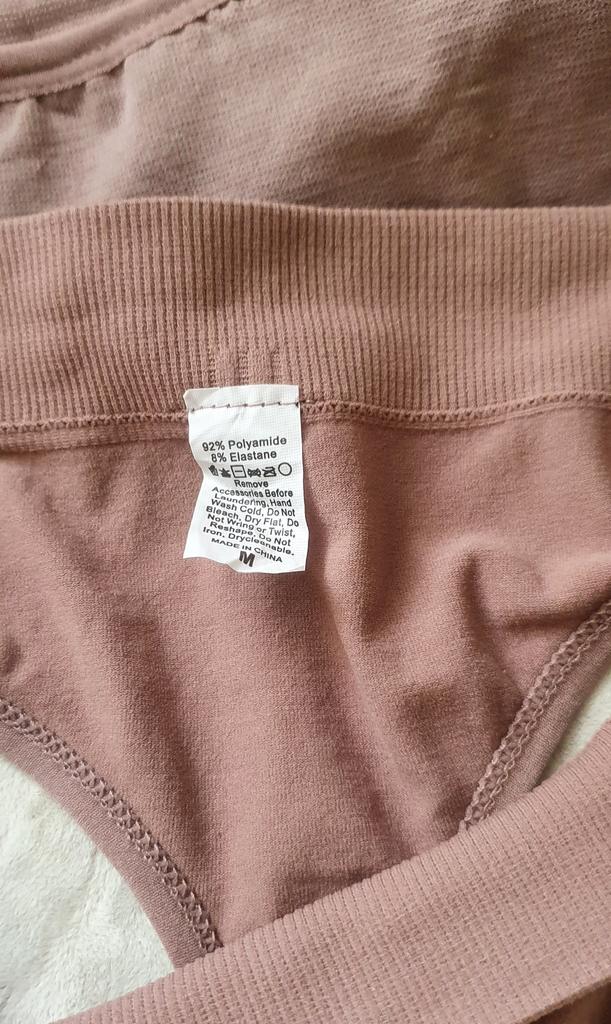 92% Polyamide
8% Elastane
Remove
Accessories Before
Laundering, Hand
Wash Cold, Do Not
Bleach, Dry Flat, Do
Not Wring or Twist,
Reshape, Do Not
Iron, Drycleanable.
MADE IN CHINA
M